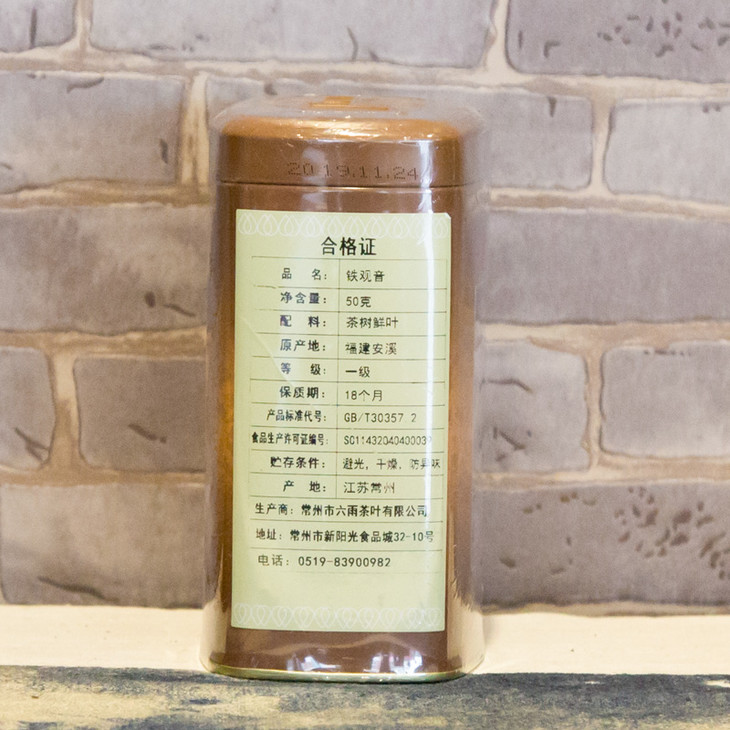 2019.11.24
合格证
品 名： 铁观音
净含量： 50克
配 料： 茶树鲜叶
原产地： 福建安溪
等 级： 一级
保质期： 18个月
产品标准代号： GB/T30357.2
食品生产许可证编号： SC11432040400039
贮存条件： 避光，干燥，防异味
产 地： 江苏常州
生产商：常州市六雨茶叶有限公司
地址：常州市新阳光食品城32-10号
电话：0519-83900982